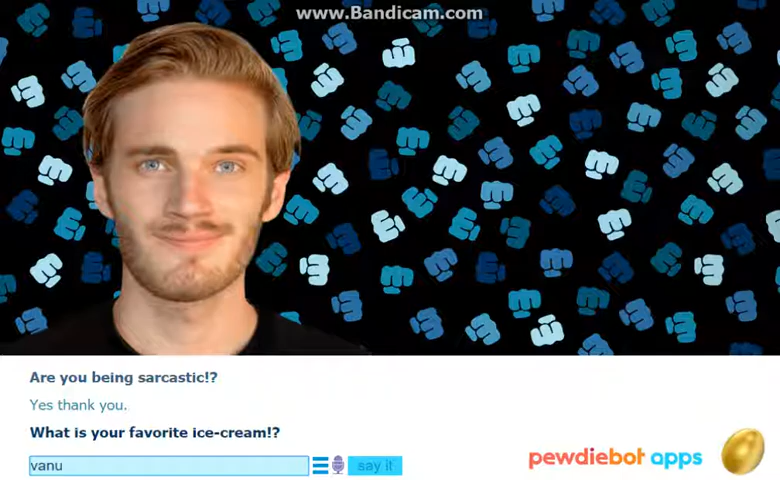 www.Bandicam.com
Are you being sarcastic!?
Yes thank you.
What is your favorite ice-cream!?
vanu
say it
pewdiebot apps